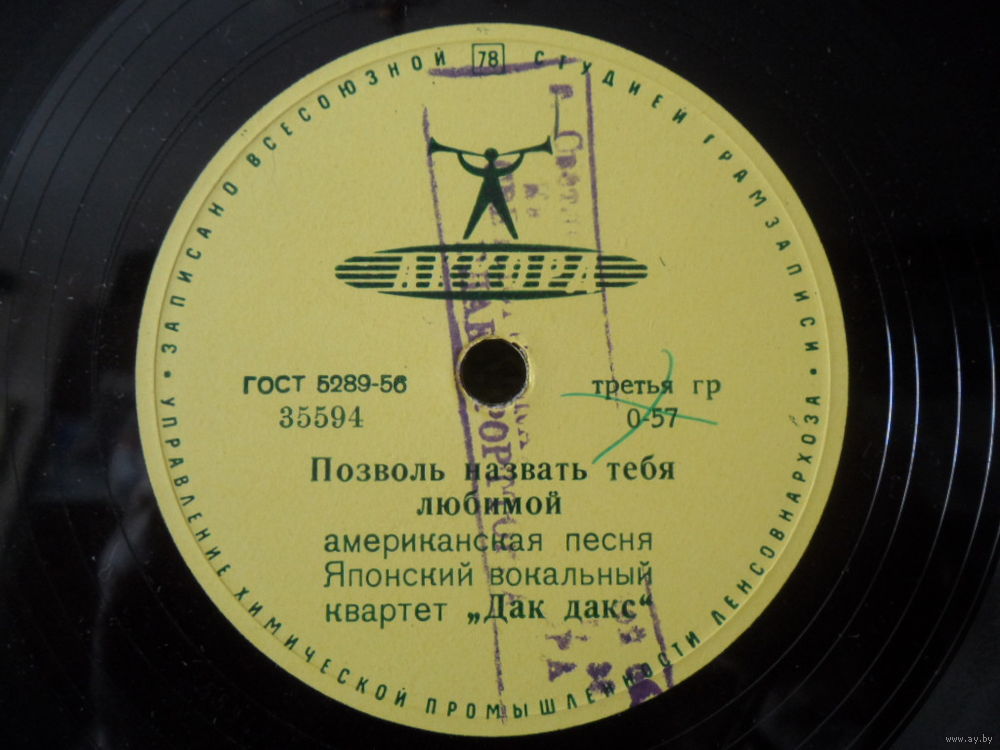 ЗАПИСАНО ВСЕСОЮЗНОЙ 78 СТУДИЕЙ ГРАМЗАПИСИ
АККОРД
ГОСТ 5289-56
35594
третья гр
0-57
Позволь назвать тебя
любимой
американская песня
Японский вокальный
квартет „Дак дакс“
УПРАВЛЕНИЕ ХИМИЧЕСКОЙ ПРОМЫШЛЕННОСТИ ЛЕНСОВНАРХОЗА
www.ay.by